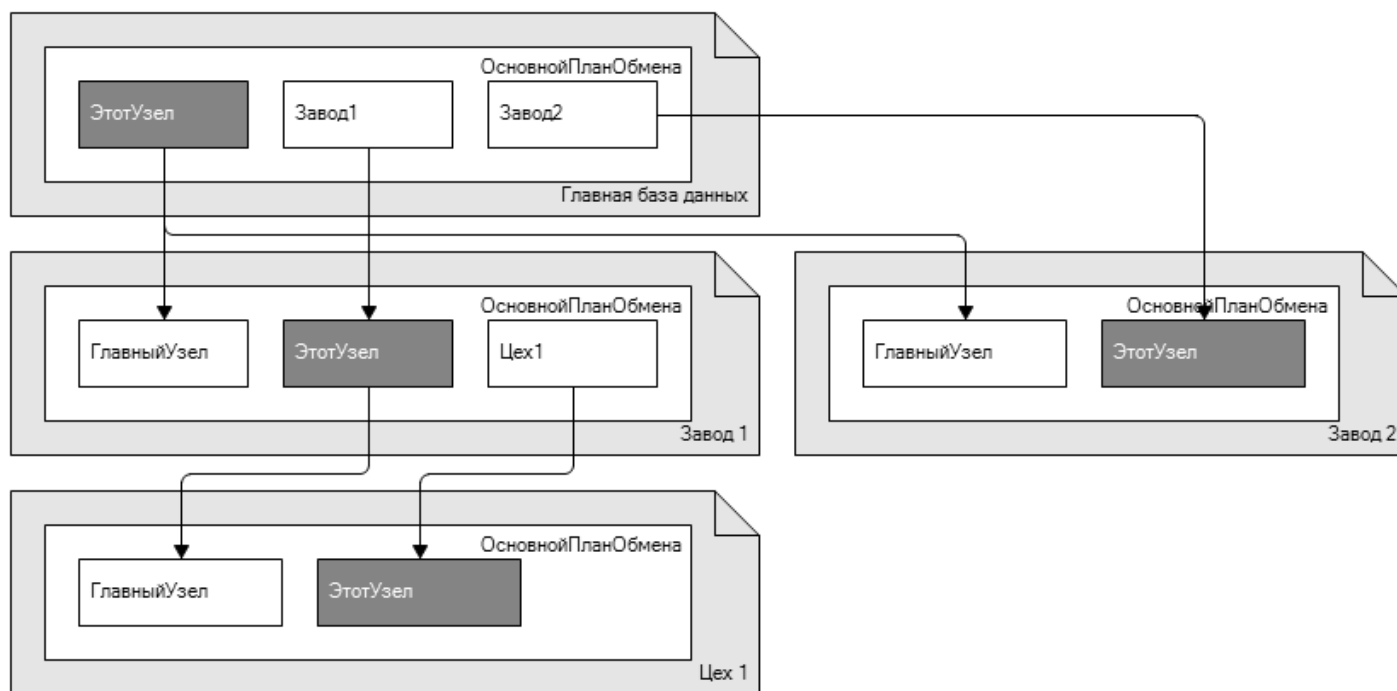 ОсновнойПланОбмена
ЭтотУзел
Завод1
Завод2
Главная база данных
ОсновнойПланОбмена
ГлавныйУзел
ЭтотУзел
Цех1
Завод 1
ОсновнойПланОбмена
ГлавныйУзел
ЭтотУзел
Завод 2
ОсновнойПланОбмена
ГлавныйУзел
ЭтотУзел
Цех 1